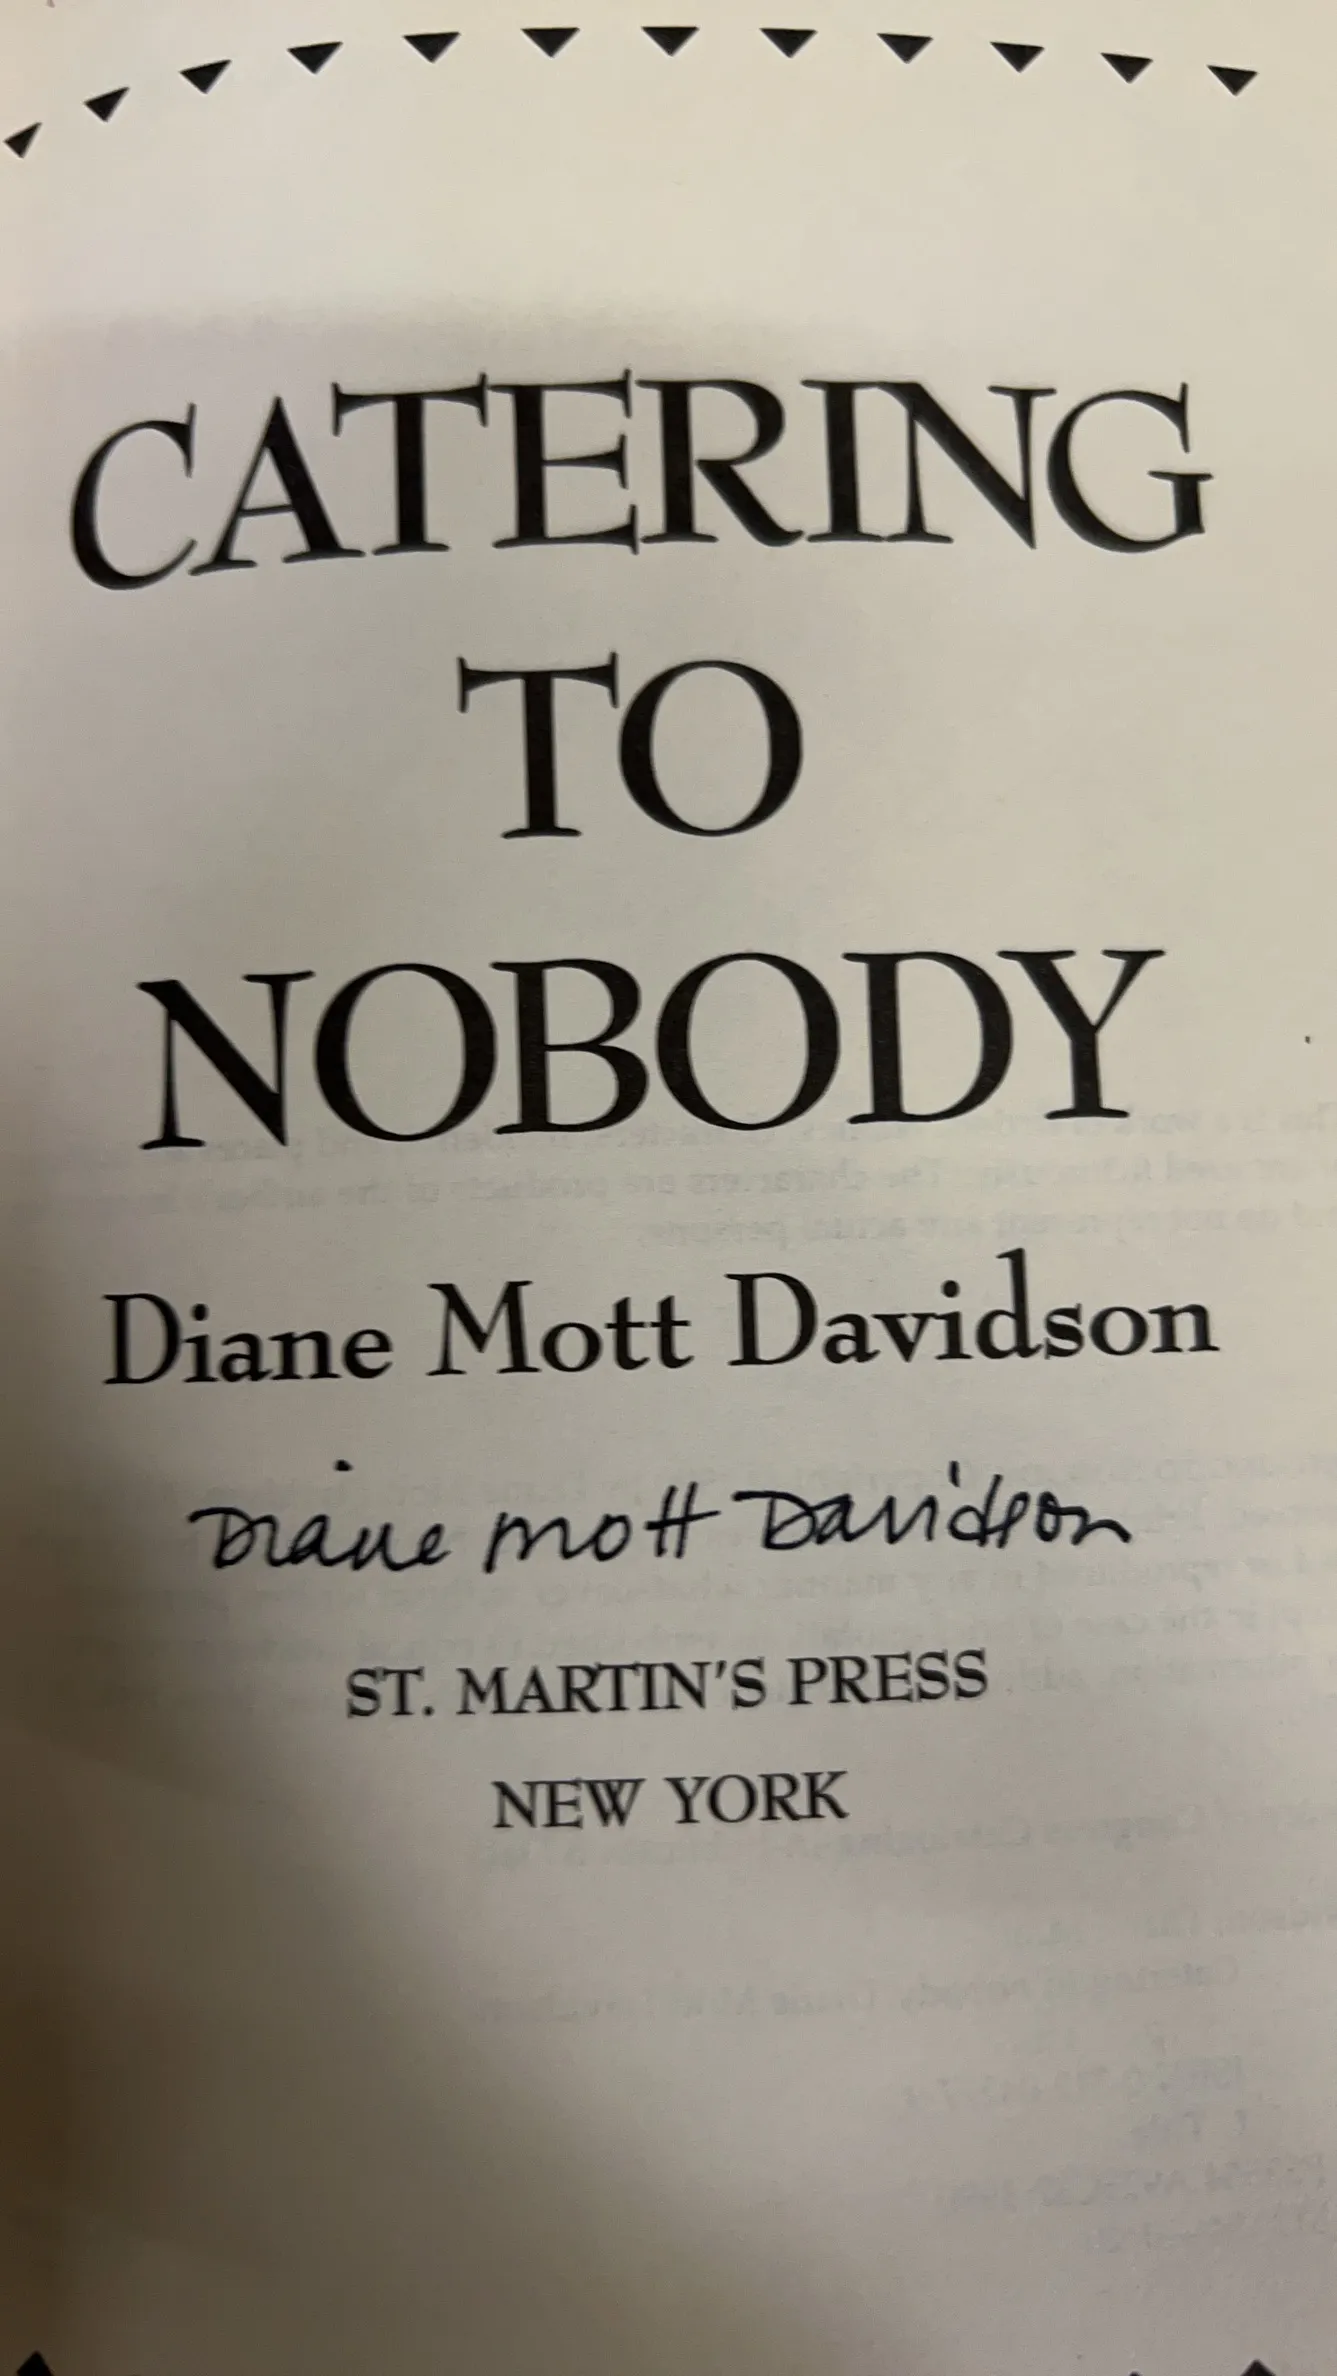 CATERING
TO
NOBODY
Diane Mott Davidson
Diane Mott Davidson
ST. MARTIN'S PRESS
NEW YORK